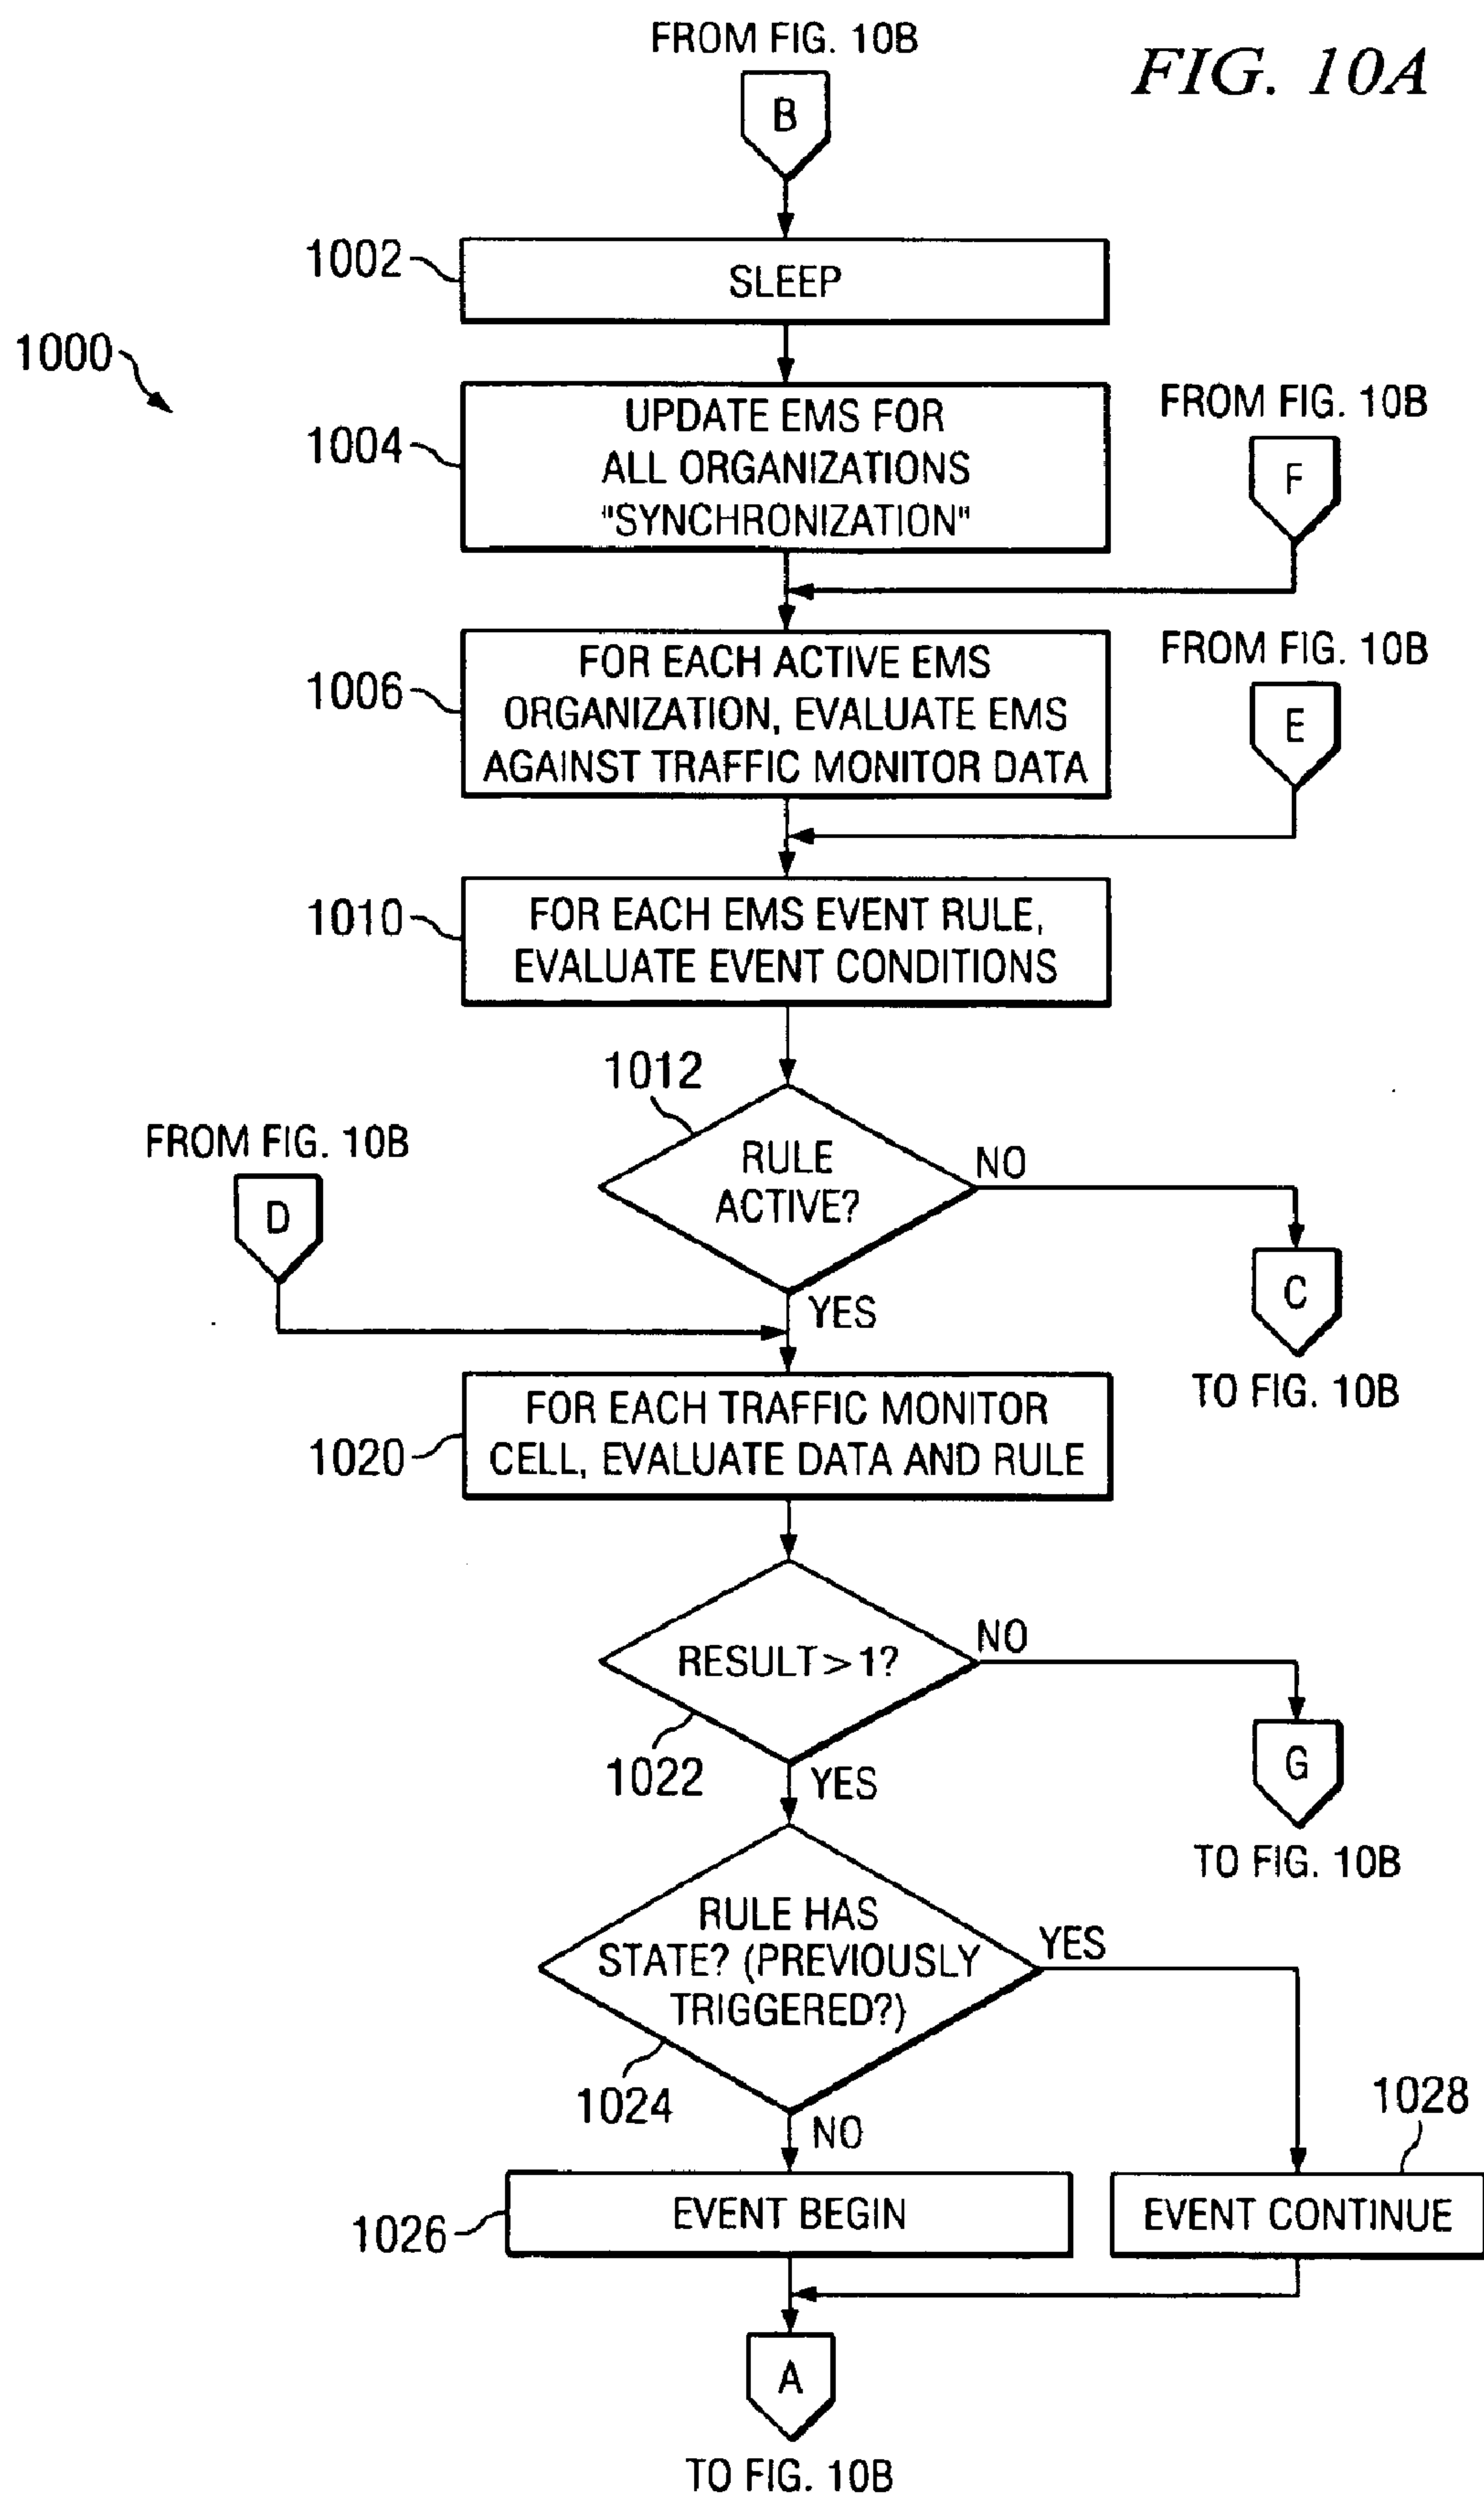 FROM FIG. 10B
FIG. 10A
B
1002
SLEEP
1000
1004
UPDATE EMS FOR
ALL ORGANIZATIONS
"SYNCHRONIZATION"
FROM FIG. 10B
F
1006
FOR EACH ACTIVE EMS
ORGANIZATION, EVALUATE EMS
AGAINST TRAFFIC MONITOR DATA
FROM FIG. 10B
E
1010
FOR EACH EMS EVENT RULE,
EVALUATE EVENT CONDITIONS
1012
RULE
ACTIVE?
NO
FROM FIG. 10B
D
YES
C
TO FIG. 10B
1020
FOR EACH TRAFFIC MONITOR
CELL, EVALUATE DATA AND RULE
RESULT>1?
NO
1022
YES
G
TO FIG. 10B
RULE HAS
STATE? (PREVIOUSLY
TRIGGERED?)
YES
1024
NO
1028
1026
EVENT BEGIN
EVENT CONTINUE
A
TO FIG. 10B